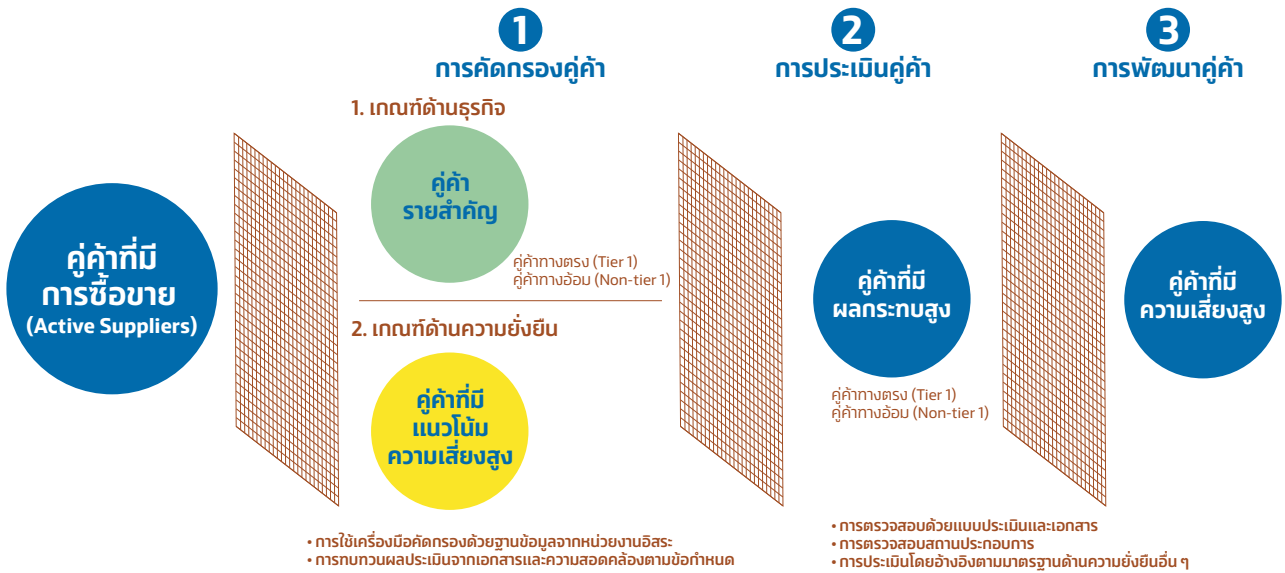 1
การคัดกรองคู่ค้า
2
การประเมินคู่ค้า
3
การพัฒนาคู่ค้า
คู่ค้าที่มี
การซื้อขาย
(Active Suppliers)
1. เกณฑ์ด้านธุรกิจ
คู่ค้า
รายสำคัญ
คู่ค้าทางตรง (Tier 1)
คู่ค้าทางอ้อม (Non-tier 1)
2. เกณฑ์ด้านความยั่งยืน
คู่ค้าที่มี
แนวโน้ม
ความเสี่ยงสูง
• การใช้เครื่องมือคัดกรองด้วยฐานข้อมูลจากหน่วยงานอิสระ
• การทบทวนผลประเมินจากเอกสารและความสอดคล้องตามข้อกำหนด
คู่ค้าที่มี
ผลกระทบสูง
คู่ค้าทางตรง (Tier 1)
คู่ค้าทางอ้อม (Non-tier 1)
• การตรวจสอบด้วยแบบประเมินและเอกสาร
• การตรวจสอบสถานประกอบการ
• การประเมินโดยอ้างอิงตามมาตรฐานด้านความยั่งยืนอื่น ๆ
คู่ค้าที่มี
ความเสี่ยงสูง